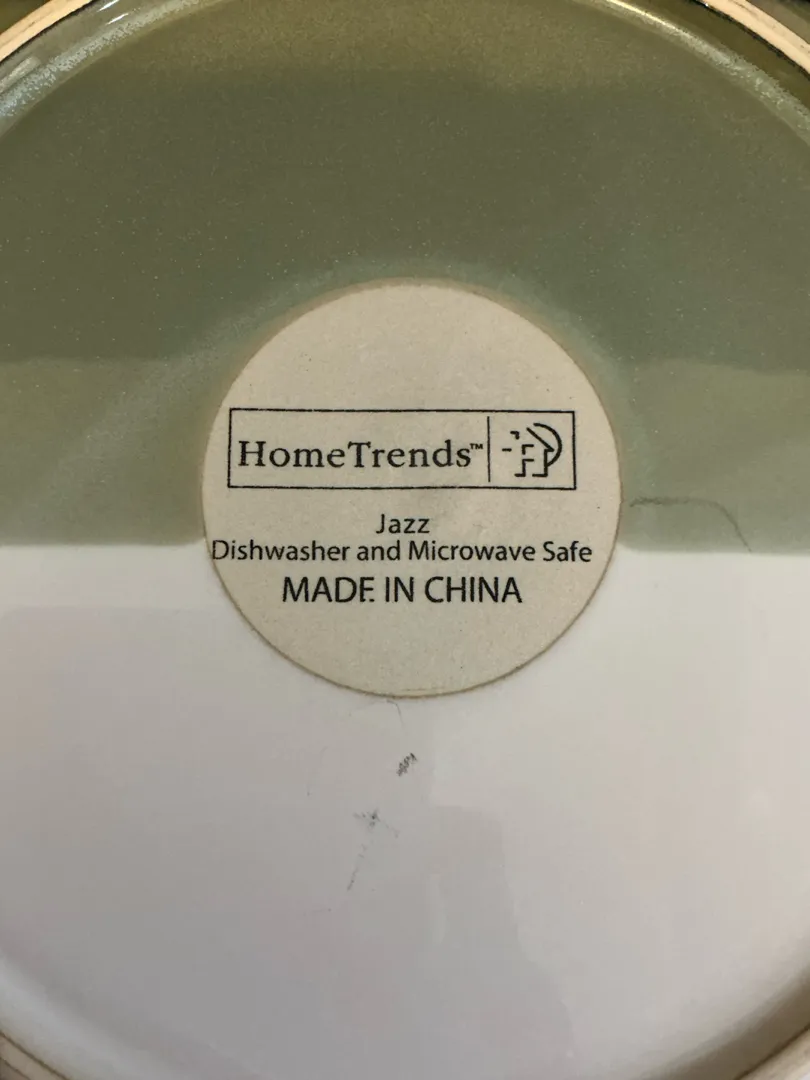 HomeTrends™
Jazz
Dishwasher and Microwave Safe
MADE IN CHINA